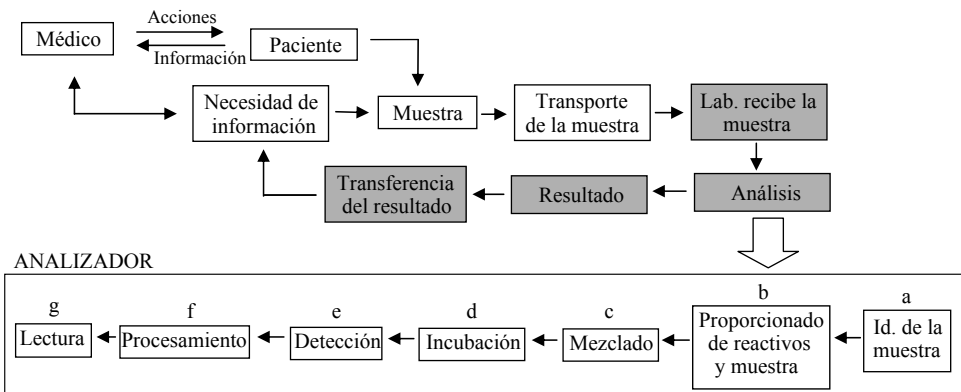 Acciones
Médico
Paciente
Información
Necesidad de
información
Muestra
Transporte
de la muestra
Lab. recibe la
muestra
Transferencia
del resultado
Resultado
Análisis
ANALIZADOR
g
f
e
d
c
b
a
Lectura
Procesamiento
Detección
Incubación
Mezclado
Proporcionado
de reactivos
y muestra
Id. de la
muestra